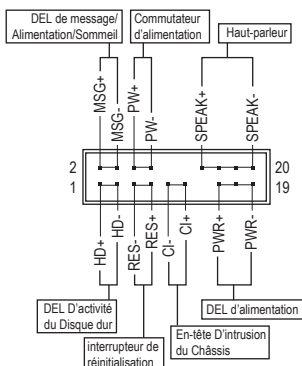 DEL de message/
Alimentation/Sommeil
Commutateur
d'alimentation
Haut-parleur
MSG+
MSG-
PW+
PW-
SPEAK+
SPEAK-
2
20
1
19
HD+
HD-
RES-
RES+
CI-
CI+
PWR+
PWR-
DEL D'activité
du Disque dur
interrupteur de
réinitialisation
En-tête D'intrusion
du Châssis
DEL d'alimentation